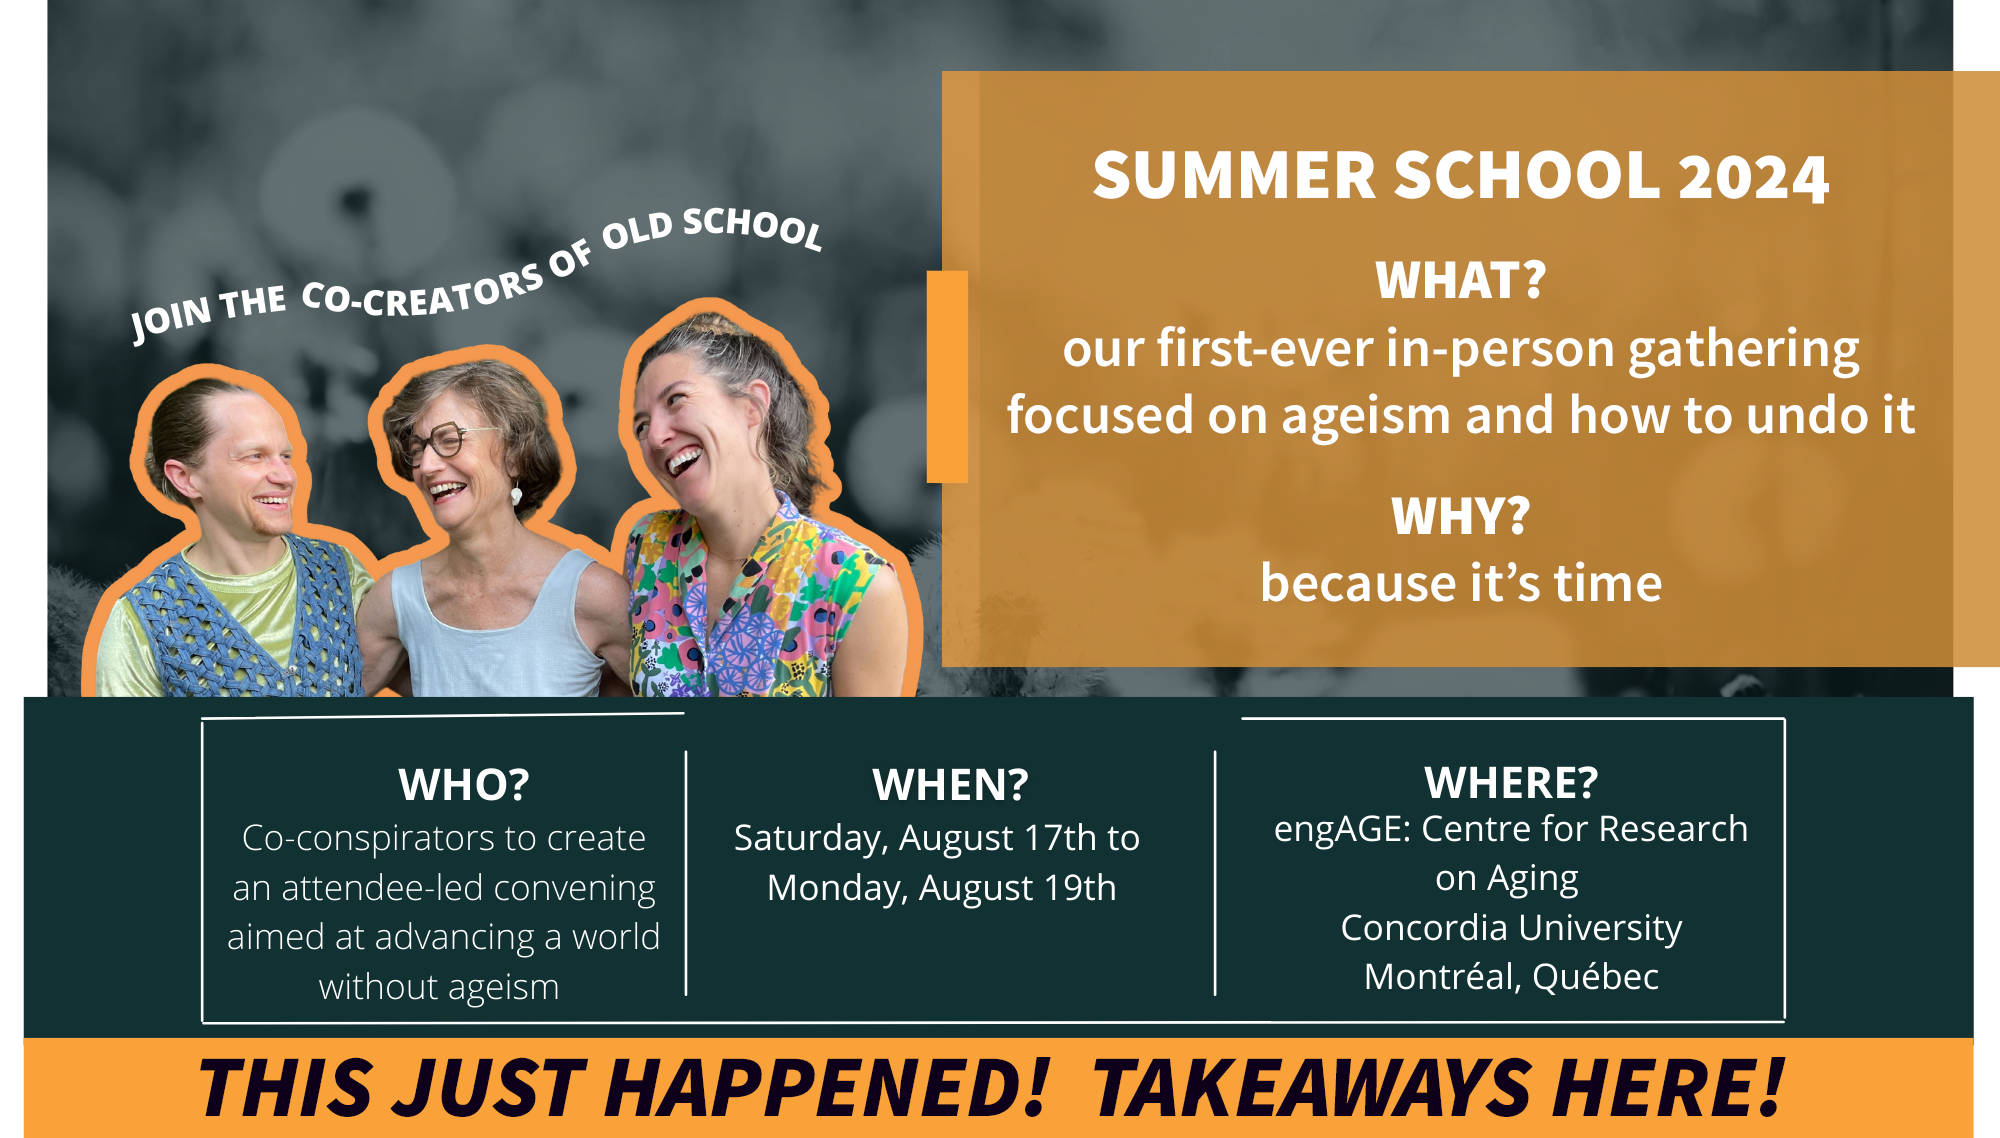 JOIN THE CO-CREATORS OF OLD SCHOOL
SUMMER SCHOOL 2024
WHAT?
our first-ever in-person gathering
focused on ageism and how to undo it
WHY?
because it’s time
WHO?
Co-conspirators to create
an attendee-led convening
aimed at advancing a world
without ageism
WHEN?
Saturday, August 17th to
Monday, August 19th
WHERE?
engAGE: Centre for Research
on Aging
Concordia University
Montréal, Québec
THIS JUST HAPPENED! TAKEAWAYS HERE!